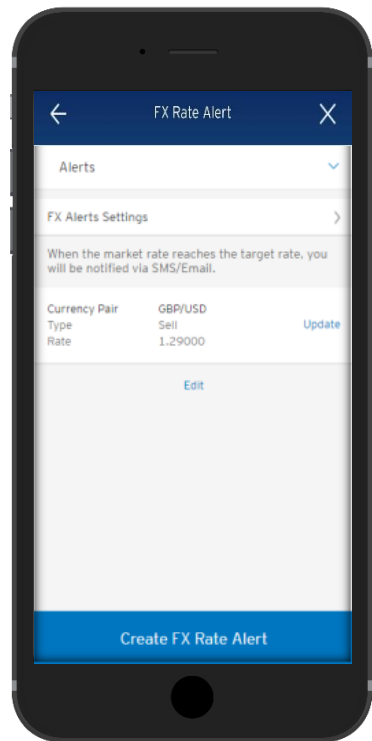 FX Rate Alert
Alerts
FX Alerts Settings
When the market rate reaches the target rate, you
will be notified via SMS/Email.
Currency Pair GBP/USD
Type Sell Update
Rate 1.29000
Edit
Create FX Rate Alert